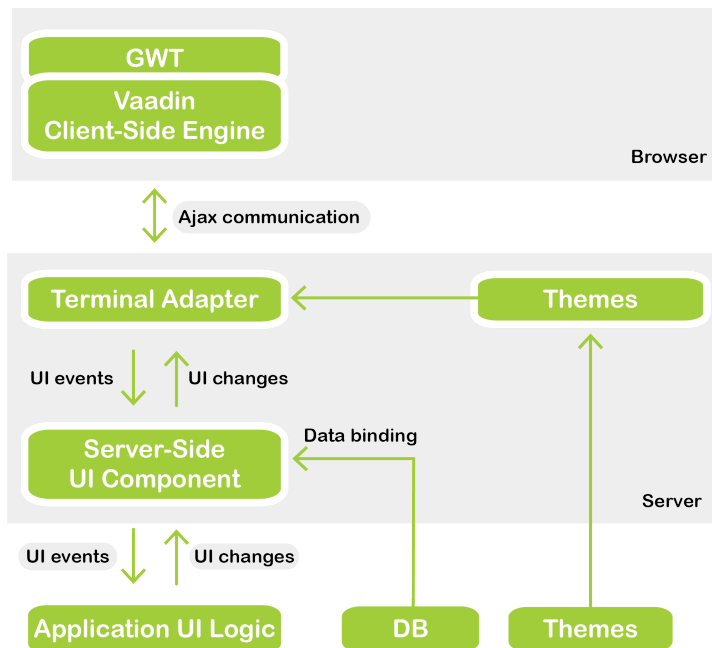 GWT
Vaadin
Client-Side Engine
Browser
Ajax communication
Terminal Adapter
Themes
UI events
UI changes
Data binding
Server-Side
UI Component
Server
UI events
UI changes
Application UI Logic
DB
Themes